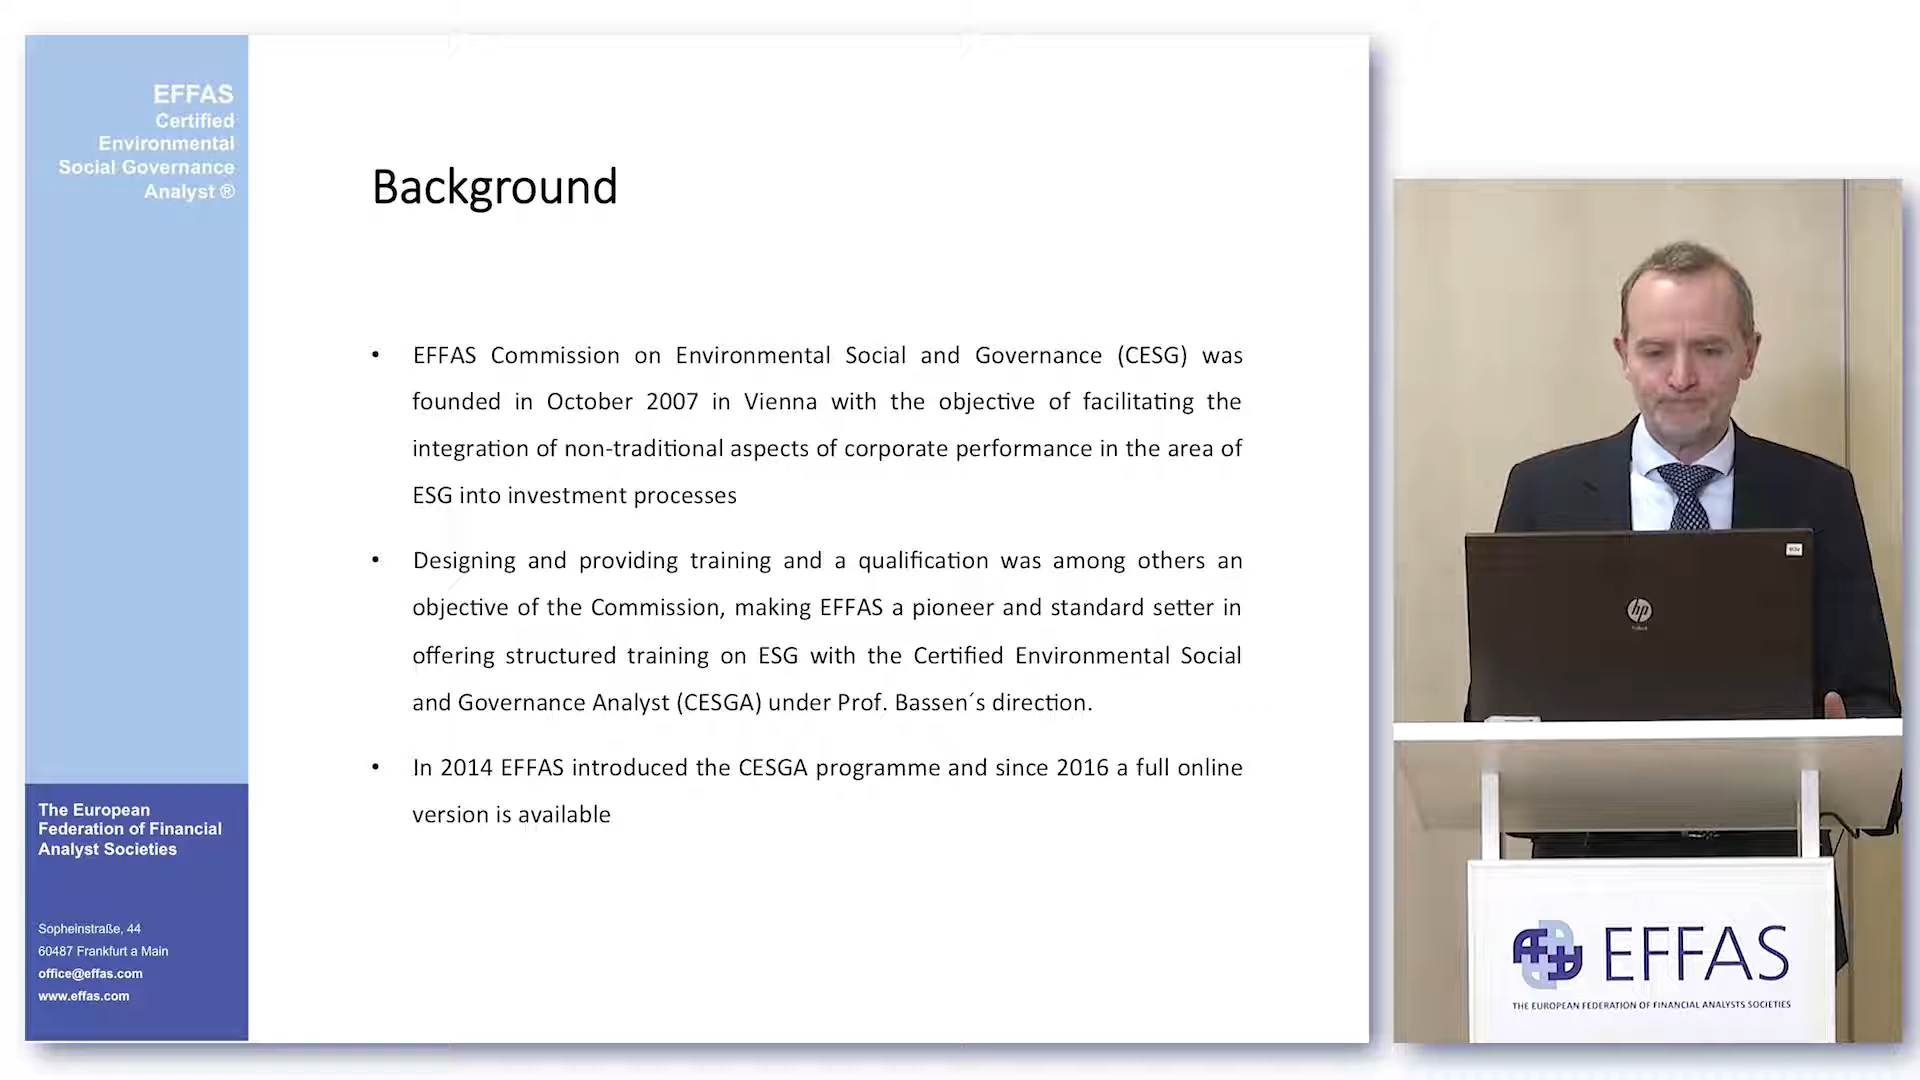 EFFAS
Certified
Environmental
Social Governance
Analyst ®
Background
• EFFAS Commission on Environmental Social and Governance (CESG) was
founded in October 2007 in Vienna with the objective of facilitating the
integration of non-traditional aspects of corporate performance in the area of
ESG into investment processes
• Designing and providing training and a qualification was among others an
objective of the Commission, making EFFAS a pioneer and standard setter in
offering structured training on ESG with the Certified Environmental Social
and Governance Analyst (CESGA) under Prof. Bassen´s direction.
• In 2014 EFFAS introduced the CESGA programme and since 2016 a full online
version is available
The European
Federation of Financial
Analyst Societies
Sopheinstraße, 44
60487 Frankfurt a Main
office@effas.com
www.effas.com
hp
EFFAS
THE EUROPEAN FEDERATION OF FINANCIAL ANALYSTS SOCIETIES